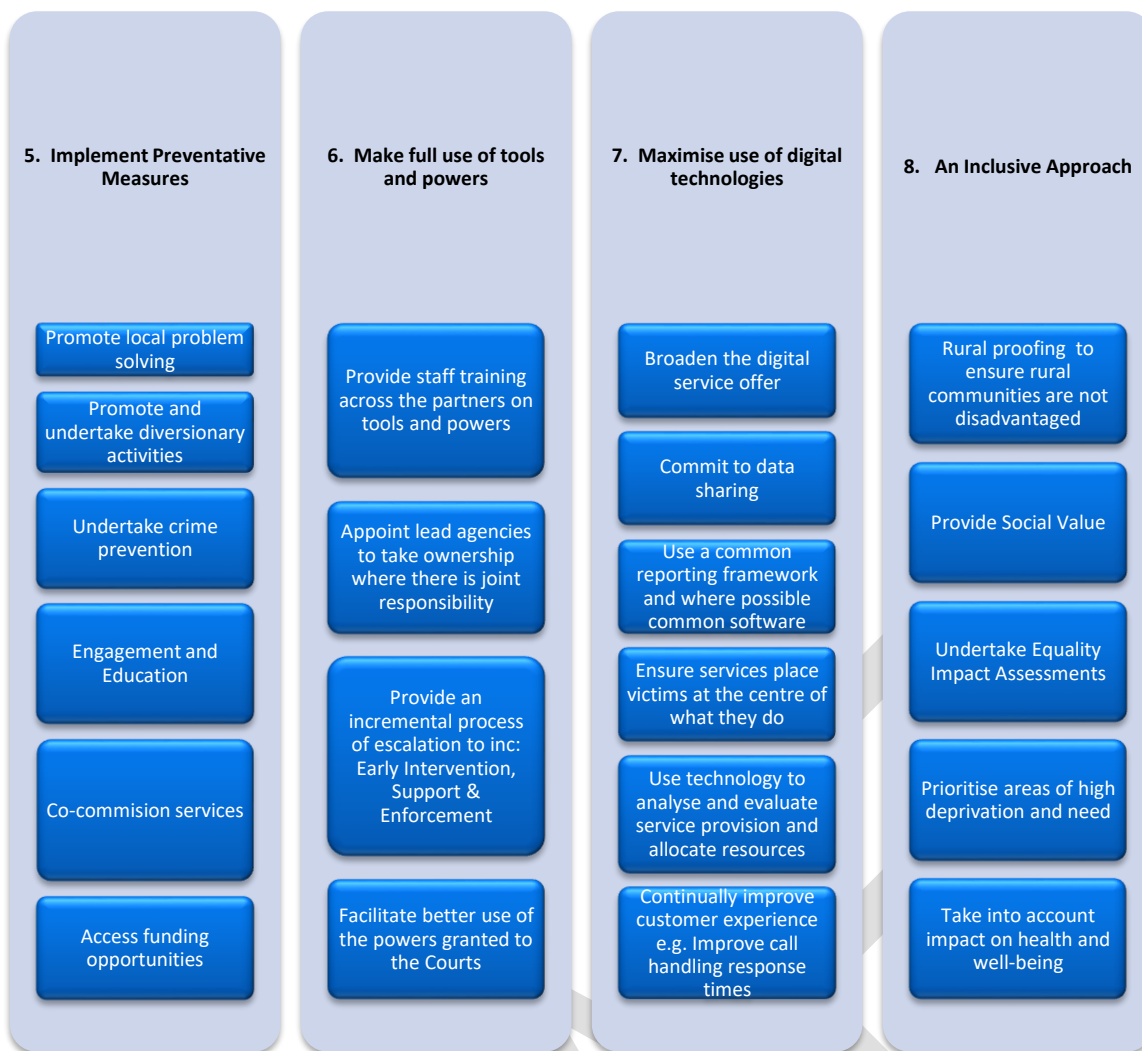 5. Implement Preventative
Measures
Promote local problem
solving
Promote and
undertake diversionary
activities
Undertake crime
prevention
Engagement and
Education
Co-commision services
Access funding
opportunities
6. Make full use of tools
and powers
Provide staff training
across the partners on
tools and powers
Appoint lead agencies
to take ownership
where there is joint
responsibility
Provide an
incremental process
of escalation to inc:
Early Intervention,
Support &
Enforcement
Facilitate better use of
the powers granted to
the Courts
7. Maximise use of digital
technologies
Broaden the digital
service offer
Commit to data
sharing
Use a common
reporting framework
and where possible
common software
Ensure services place
victims at the centre of
what they do
Use technology to
analyse and evaluate
service provision and
allocate resources
Continually improve
customer experience
e.g. Improve call
handling response
times
8. An Inclusive Approach
Rural proofing to
ensure rural
communities are not
disadvantaged
Provide Social Value
Undertake Equality
Impact Assessments
Prioritise areas of high
deprivation and need
Take into account
impact on health and
well-being